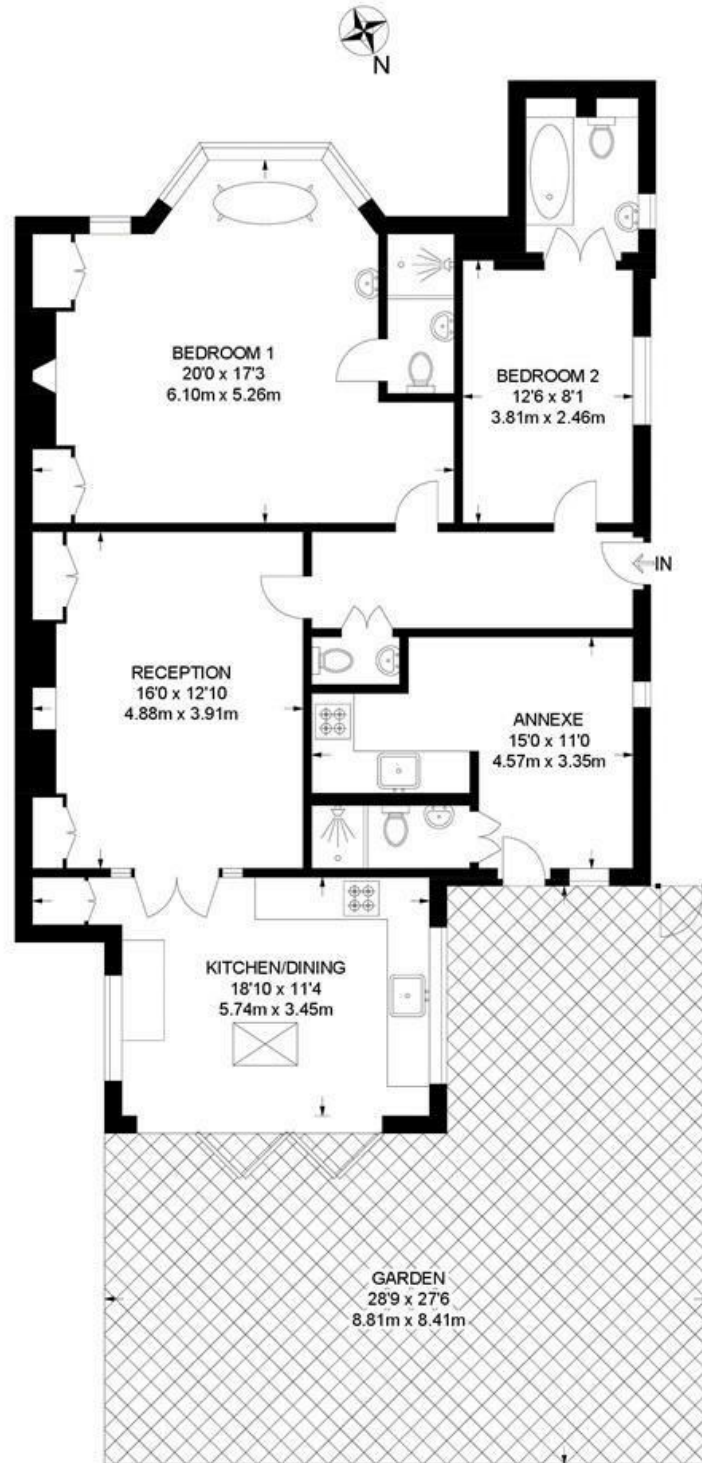 N
BEDROOM 1
20'0 x 17'3
6.10m x 5.26m
BEDROOM 2
12'6 x 8'1
3.81m x 2.46m
IN
RECEPTION
16'0 x 12'10
4.88m x 3.91m
ANNEXE
15'0 x 11'0
4.57m x 3.35m
KITCHEN/DINING
18'10 x 11'4
5.74m x 3.45m
GARDEN
28'9 x 27'6
8.81m x 8.41m